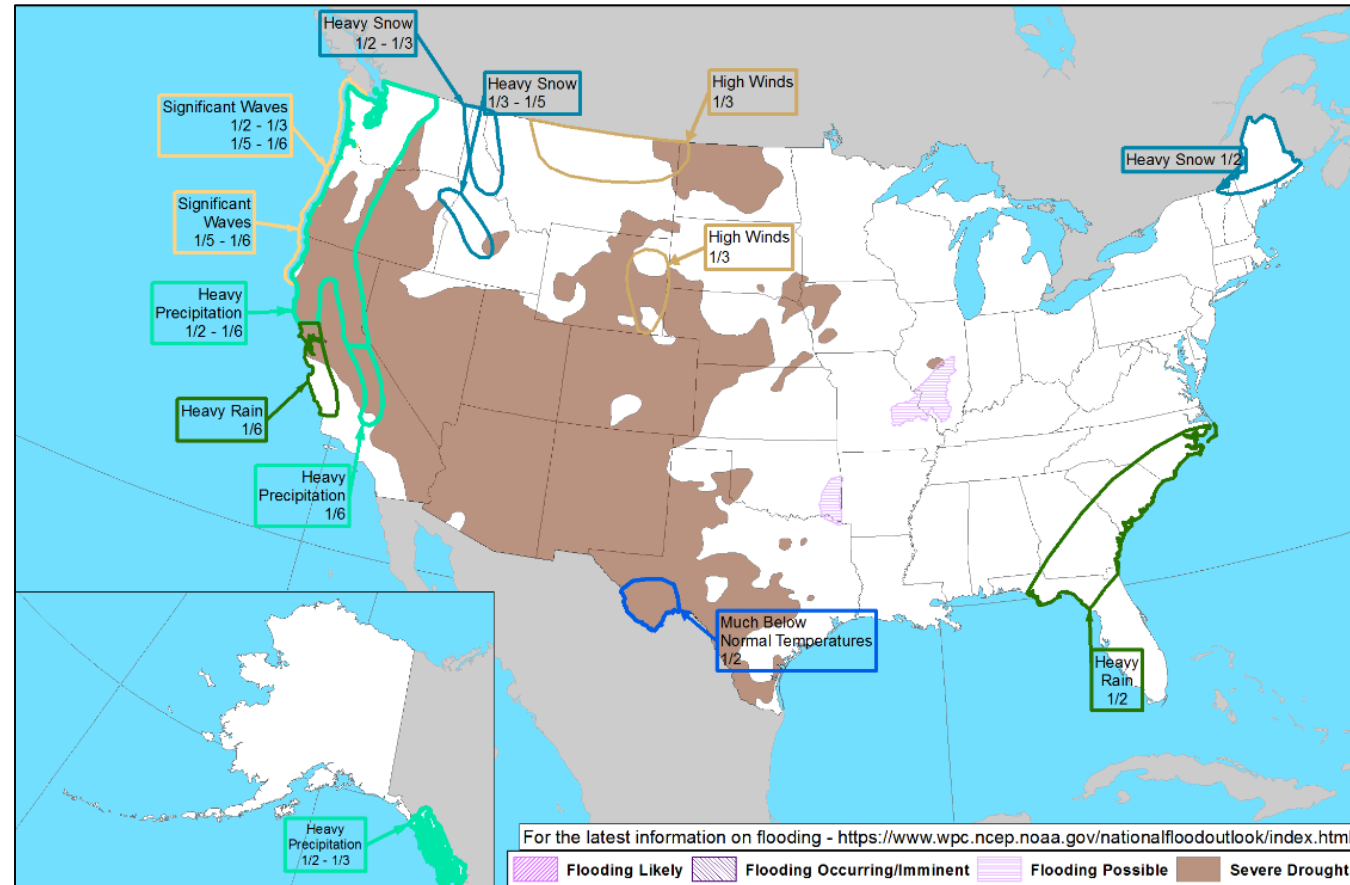 Heavy Snow
1/2 - 1/3
Heavy Snow
1/3 - 1/5
High Winds
1/3
Significant Waves
1/2 - 1/3
1/5 - 1/6
Heavy Snow 1/2
Significant
Waves
1/5 - 1/6
High Winds
1/3
Heavy
Precipitation
1/2 - 1/6
Heavy Rain
1/6
Heavy
Precipitation
1/6
Much Below
Normal Temperatures
1/2
Heavy
Rain
1/2
Heavy
Precipitation
1/2 - 1/3
For the latest information on flooding - https://www.wpc.ncep.noaa.gov/nationalfloodoutlook/index.html
Flooding Likely Flooding Occurring/Imminent Flooding Possible Severe Drought